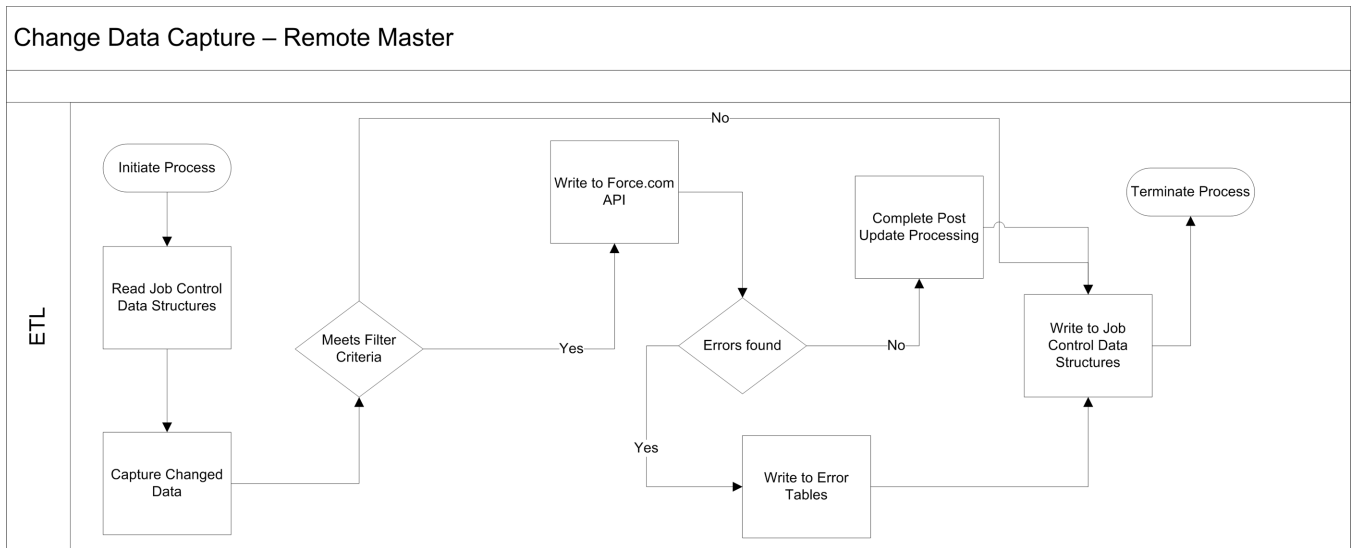 Change Data Capture – Remote Master
ETL
Initiate Process
Read Job Control
Data Structures
Capture Changed
Data
Meets Filter
Criteria
No
Yes
Write to Force.com
API
Errors found
No
Yes
Complete Post
Update Processing
Write to Error
Tables
Write to Job
Control Data
Structures
Terminate Process